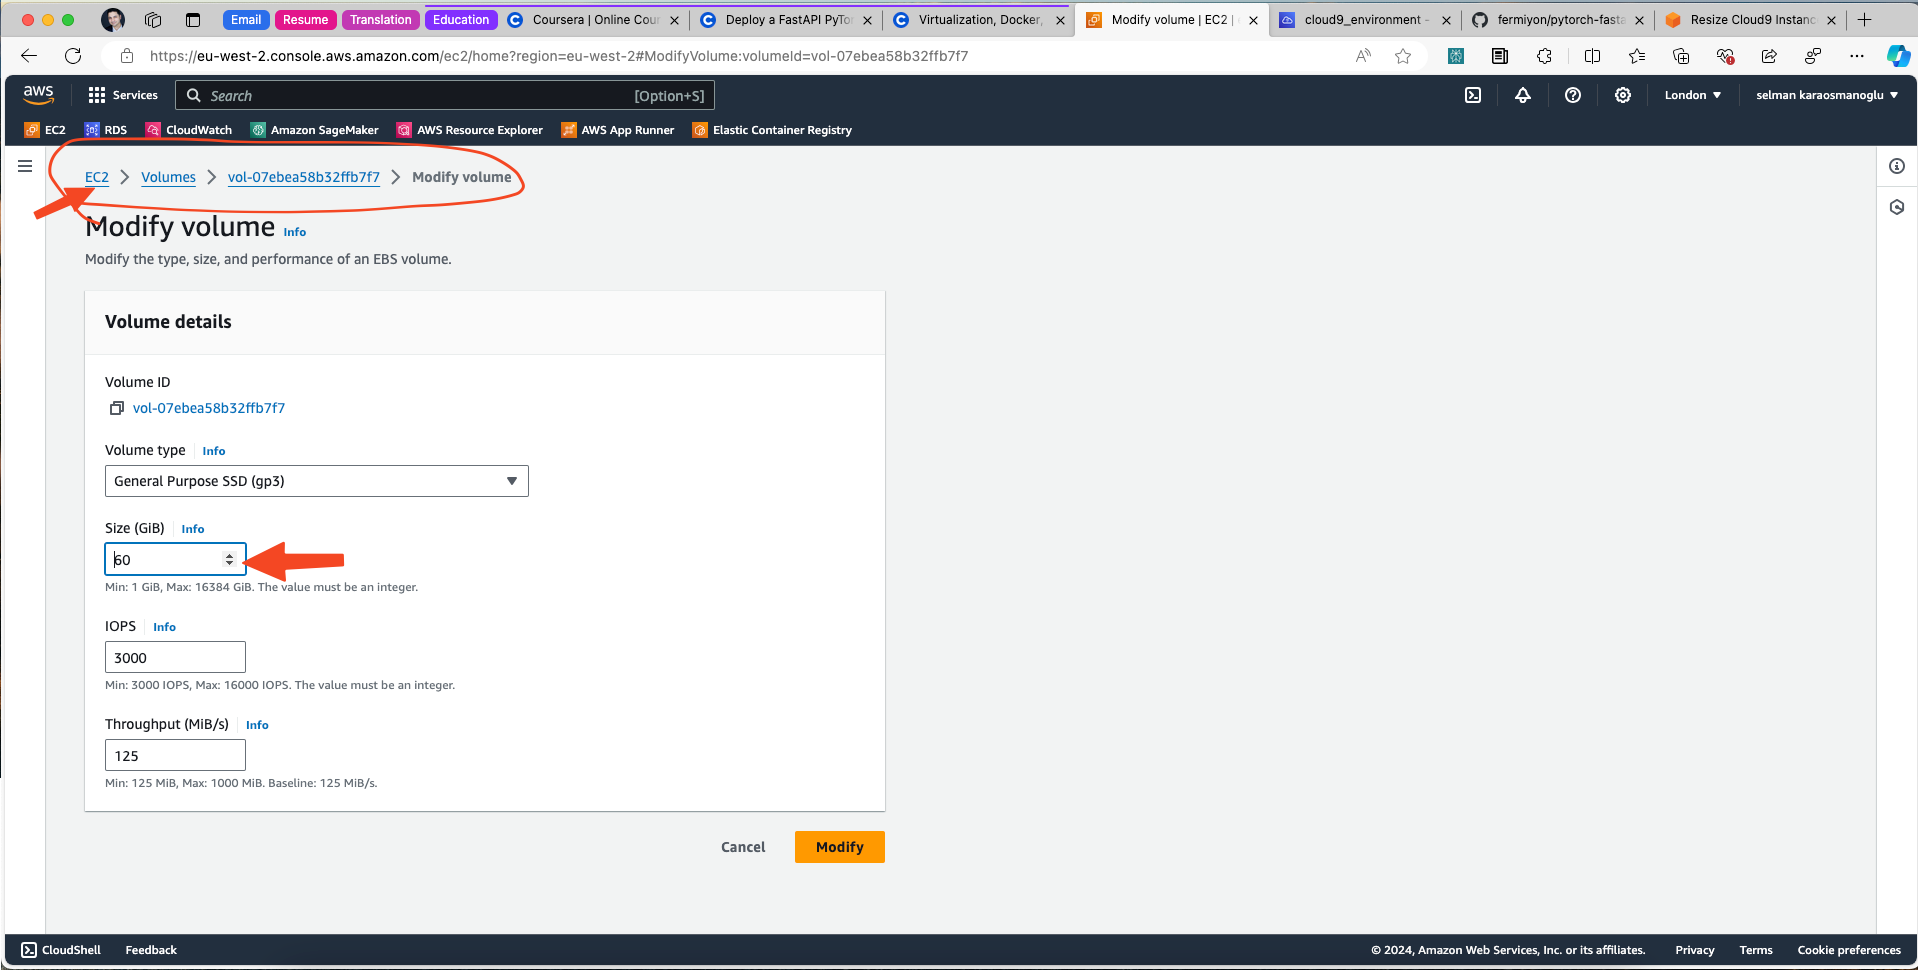 Email Resume Translation Education Coursera | Online Cour Deploy a FastAPI PyTor Virtualization, Docker, Modify volume | EC2 | cloud9_environment - fermiyon/pytorch-fasta Resize Cloud9 Instanc
https://eu-west-2.console.aws.amazon.com/ec2/home?region=eu-west-2#ModifyVolume:volumeId=vol-07ebea58b32ffb7f7
aws Services Search [Option+S] London selman karaosmanoglu
EC2 RDS CloudWatch Amazon SageMaker AWS Resource Explorer AWS App Runner Elastic Container Registry
EC2 Volumes vol-07ebea58b32ffb7f7 Modify volume
Modify volume Info
Modify the type, size, and performance of an EBS volume.
Volume details
Volume ID
vol-07ebea58b32ffb7f7
Volume type Info
General Purpose SSD (gp3)
Size (GiB) Info
60
Min: 1 GiB, Max: 16384 GiB. The value must be an integer.
IOPS Info
3000
Min: 3000 IOPS, Max: 16000 IOPS. The value must be an integer.
Throughput (MiB/s) Info
125
Min: 125 MiB, Max: 1000 MiB. Baseline: 125 MiB/s.
Cancel Modify
CloudShell Feedback © 2024, Amazon Web Services, Inc. or its affiliates. Privacy Terms Cookie preferences